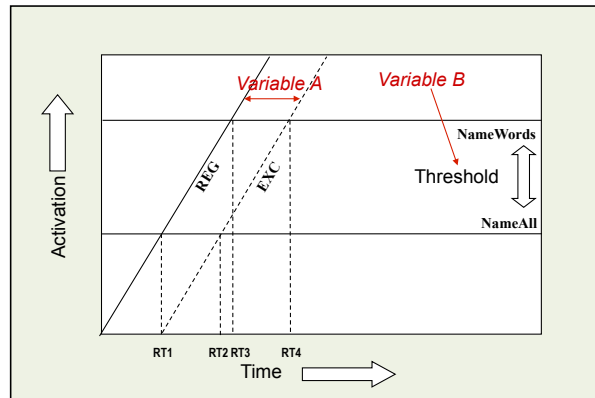 Variable A
Variable B
NameWords
REG
EXC
Threshold
Activation
NameAll
RT1 RT2 RT3 RT4
Time